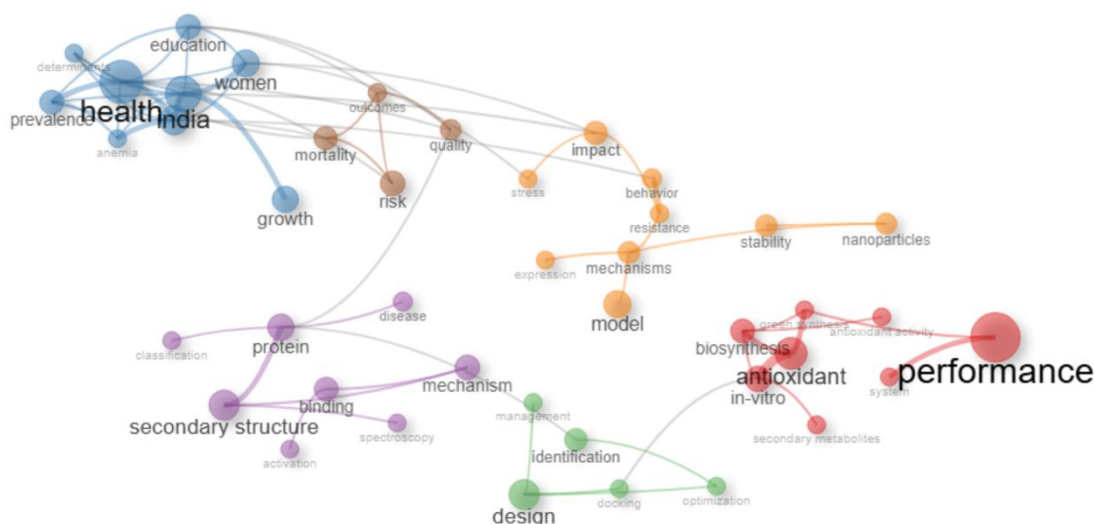 education
determinants
women
health
india
prevalence
anemia
growth
outcomes
mortality
quality
risk
impact
stress
behavior
resistance
mechanisms
expression
stability
nanoparticles
model
disease
protein
classification
mechanism
binding
secondary structure
spectroscopy
activation
management
identification
docking
optimization
design
green synthesis
antioxidant activity
biosynthesis
antioxidant
performance
in-vitro
system
secondary metabolites